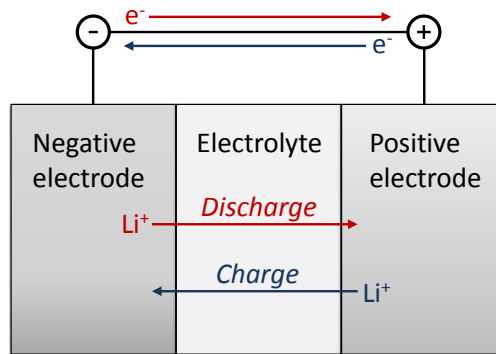 e⁻
e⁻
- +
Negative electrode
Electrolyte
Positive electrode
Discharge
Li⁺
Charge
Li⁺